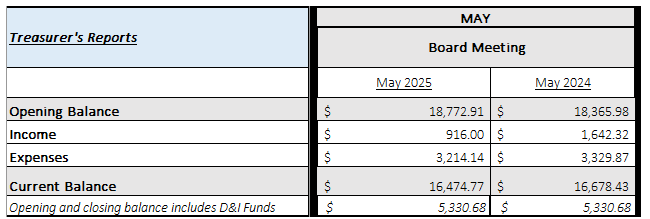 MAY
Treasurer's Reports
Board Meeting
May 2025 May 2024
Opening Balance $ 18,772.91 $ 18,365.98
Income $ 916.00 $ 1,642.32
Expenses $ 3,214.14 $ 3,329.87
Current Balance $ 16,474.77 $ 16,678.43
Opening and closing balance includes D&I Funds $ 5,330.68 $ 5,330.68